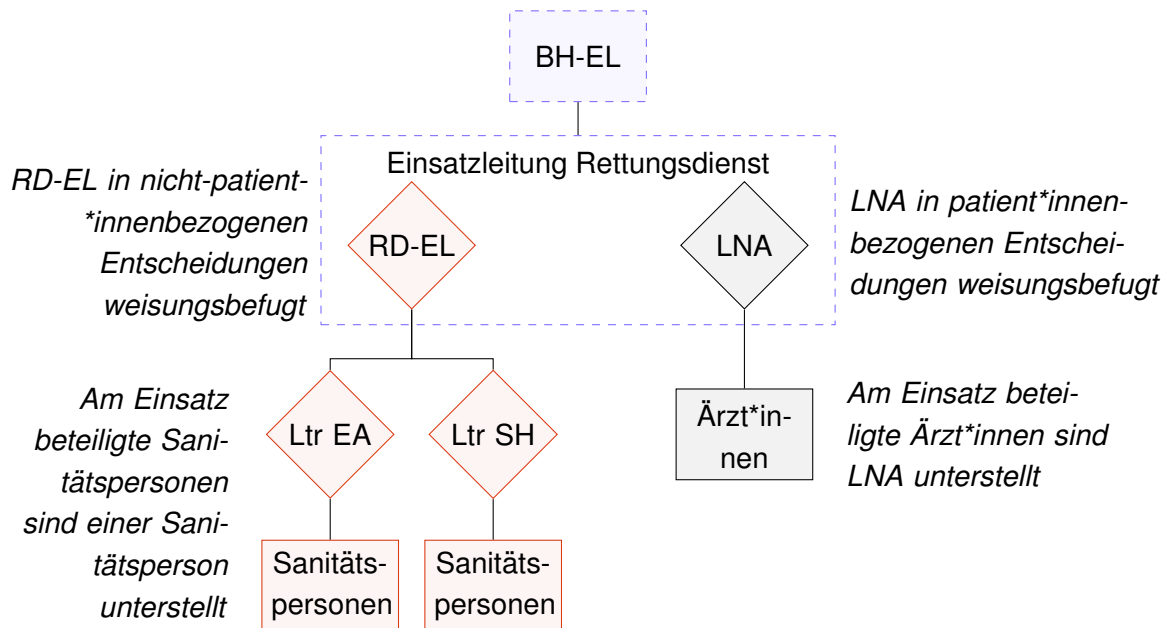 BH-EL
Einsatzleitung Rettungsdienst
RD-EL in nicht-patient-
*innenbezogenen
Entscheidungen
weisungsbefugt
RD-EL
LNA
LNA in patient*innen-
bezogenen Entschei-
dungen weisungsbefugt
Am Einsatz
beteiligte Sani-
tätspersonen
sind einer Sani-
tätsperson
unterstellt
Ltr EA
Ltr SH
Ärzt*in-
nen
Am Einsatz betei-
ligte Ärzt*innen sind
LNA unterstellt
Sanitäts-
personen
Sanitäts-
personen